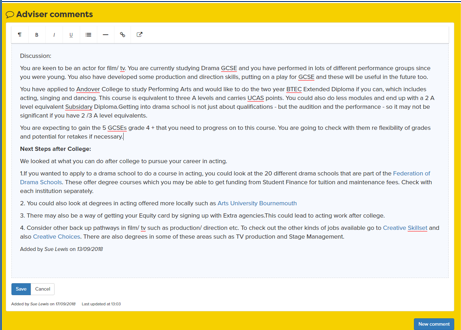 Adviser comments
¶ B I U
Discussion:
You are keen to be an actor for film/ tv. You are currently studying Drama GCSE and you have performed in lots of different performance groups since
you were young. You also have developed some production and direction skills, putting on a play for GCSE and these will be useful in the future too.
You have applied to Andover College to study Performing Arts and would like to do the two year BTEC Extended Diploma if you can, which includes
acting, singing and dancing. This course is equivalent to three A levels and carries UCAS points. You could also do less modules and end up with a 2 A
level equivalent Subsidary Diploma.Getting into drama school is not just about qualifications - but the audition and the performance - so it may not be
significant if you have 2 /3 A level equivalents.
You are expecting to gain the 5 GCSEs grade 4 + that you need to progress on to this course. You are going to check with them re flexibility of grades
and potential for retakes if necessary.
Next Steps after College:
We looked at what you can do after college to pursue your career in acting.
1.If you wanted to apply to a drama school to do a course in acting, you could look at the 20 different drama schools that are part of the Federation of
Drama Schools. These offer degree courses which you may be able to get funding from Student Finance for tuition and maintenance fees. Check with
each institution separately.
2. You could also look at degrees in acting offered more locally such as Arts University Bournemouth
3. There may also be a way of getting your Equity card by signing up with Extra agencies.This could lead to acting work after college.
4. Consider other back up pathways in film/ tv such as production/ direction etc. To check out the other kinds of jobs available go to Creative Skillset and
also Creative Choices. There are also degrees in some of these areas such as TV production and Stage Management.
Added by Sue Lewis on 13/09/2018
Save Cancel
Added by Sue Lewis on 17/09/2018 Last updated at 13:03
New comment